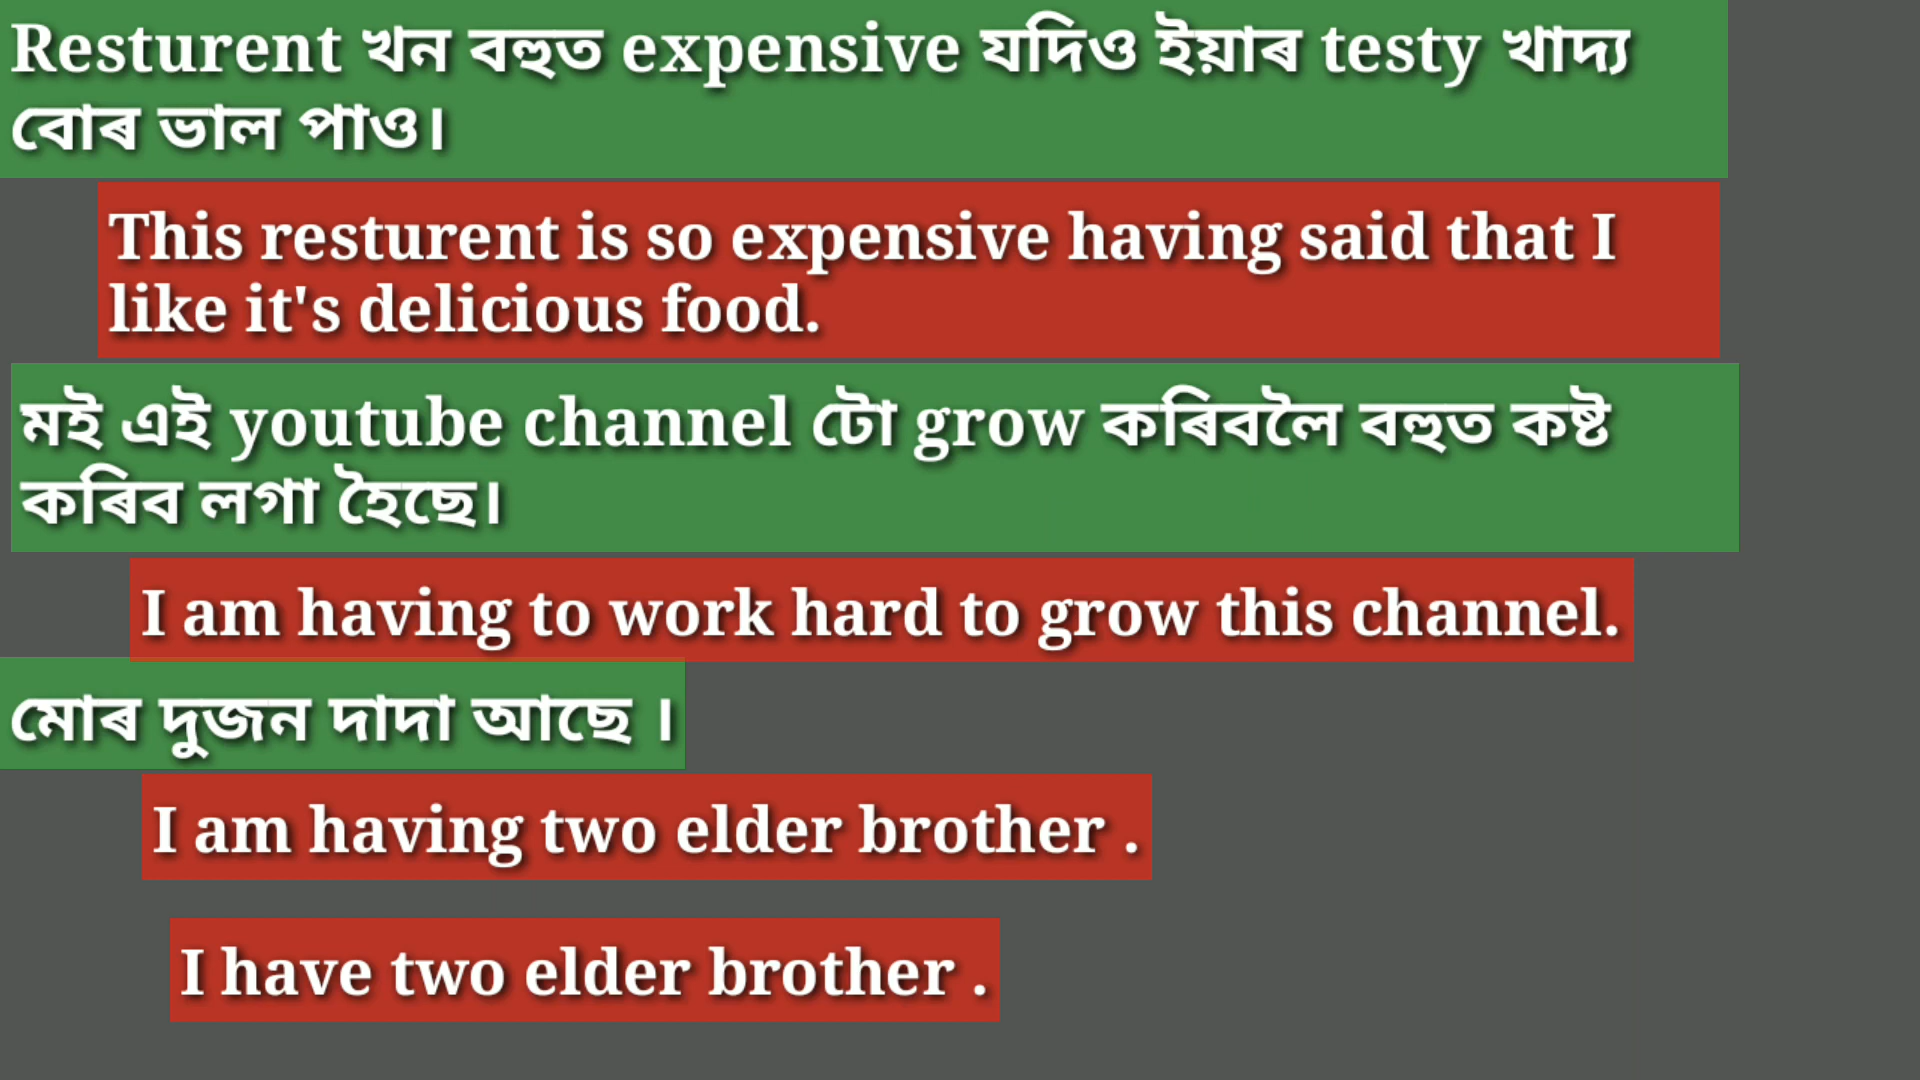 Resturent খন বহুত expensive যদিও ইয়াৰ testy খাদ্য
বোৰ ভাল পাও।
This resturent is so expensive having said that I
like it's delicious food.
মই এই youtube channel টো grow কৰিবলৈ বহুত কষ্ট
কৰিব লগা হৈছে।
I am having to work hard to grow this channel.
মোৰ দুজন দাদা আছে ।
I am having two elder brother .
I have two elder brother .